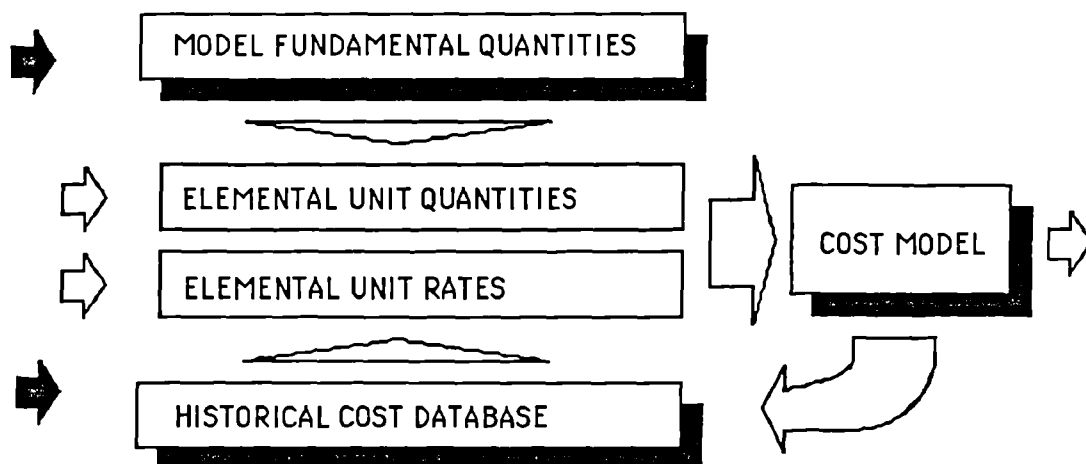 MODEL FUNDAMENTAL QUANTITIES
ELEMENTAL UNIT QUANTITIES
ELEMENTAL UNIT RATES
COST MODEL
HISTORICAL COST DATABASE